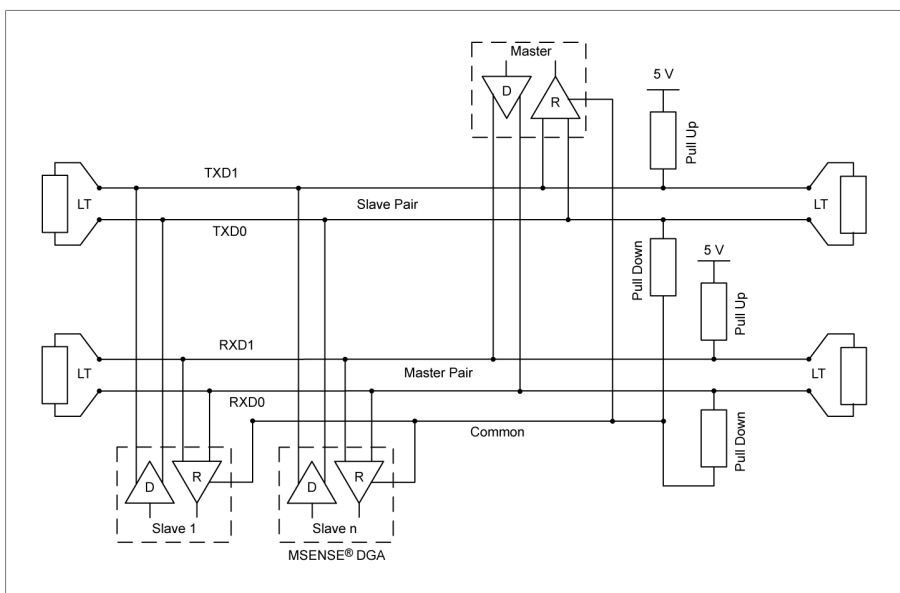 Master
D
R
5 V
Pull Up
TXD1
LT
Slave Pair
LT
TXD0
Pull Down
5 V
Pull Up
RXD1
LT
Master Pair
LT
RXD0
Common
Pull Down
D
R
D
R
Slave 1
Slave n
MSENSE® DGA